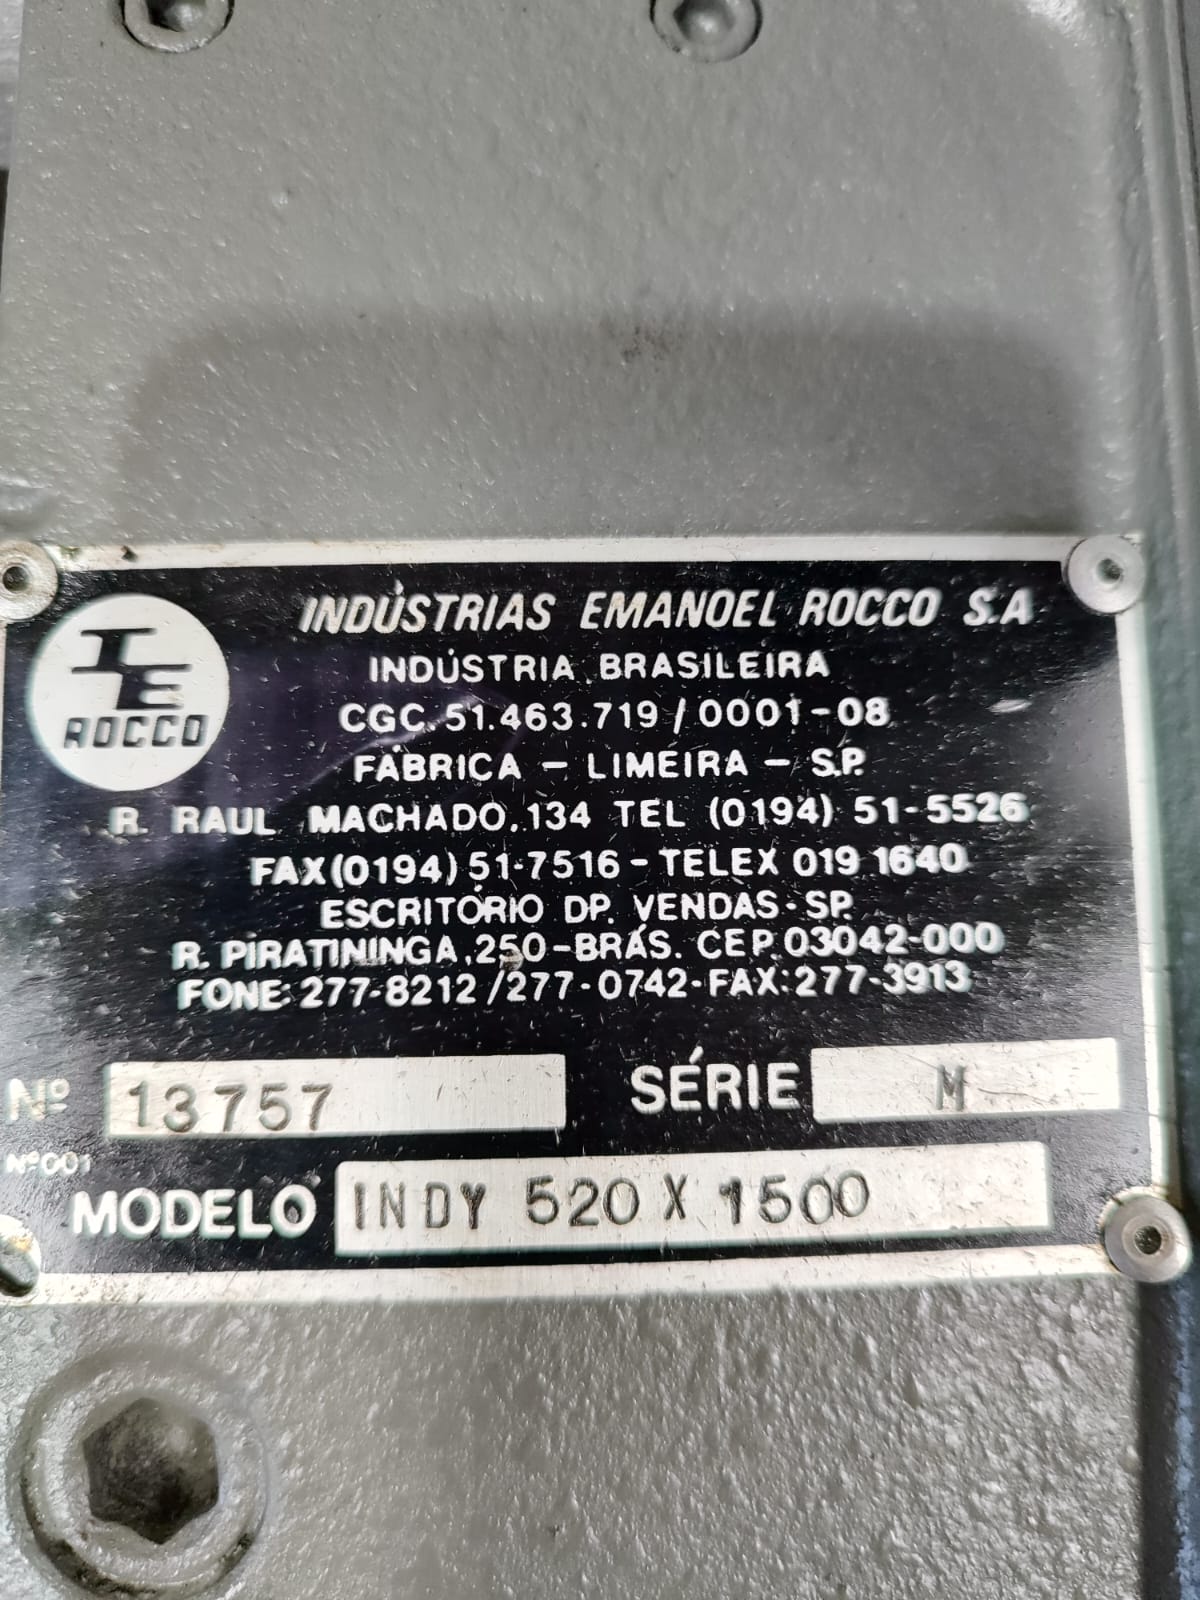 IE
ROCCO
INDÚSTRIAS EMANOEL ROCCO S.A
INDÚSTRIA BRASILEIRA
CGC. 51.463.719/0001-08
FÁBRICA - LIMEIRA - S.P.
R. RAUL MACHADO, 134 TEL (0194) 51-5526
FAX (0194) 51-7516 - TELEX 019 1640
ESCRITÓRIO DP. VENDAS - SP.
R. PIRATININGA, 250 - BRÁS. CEP. 03042-000
FONE: 277-8212 / 277-0742 - FAX: 277-3913
Nº 13757 SÉRIE M
Nº001
MODELO INDY 520 X 1500